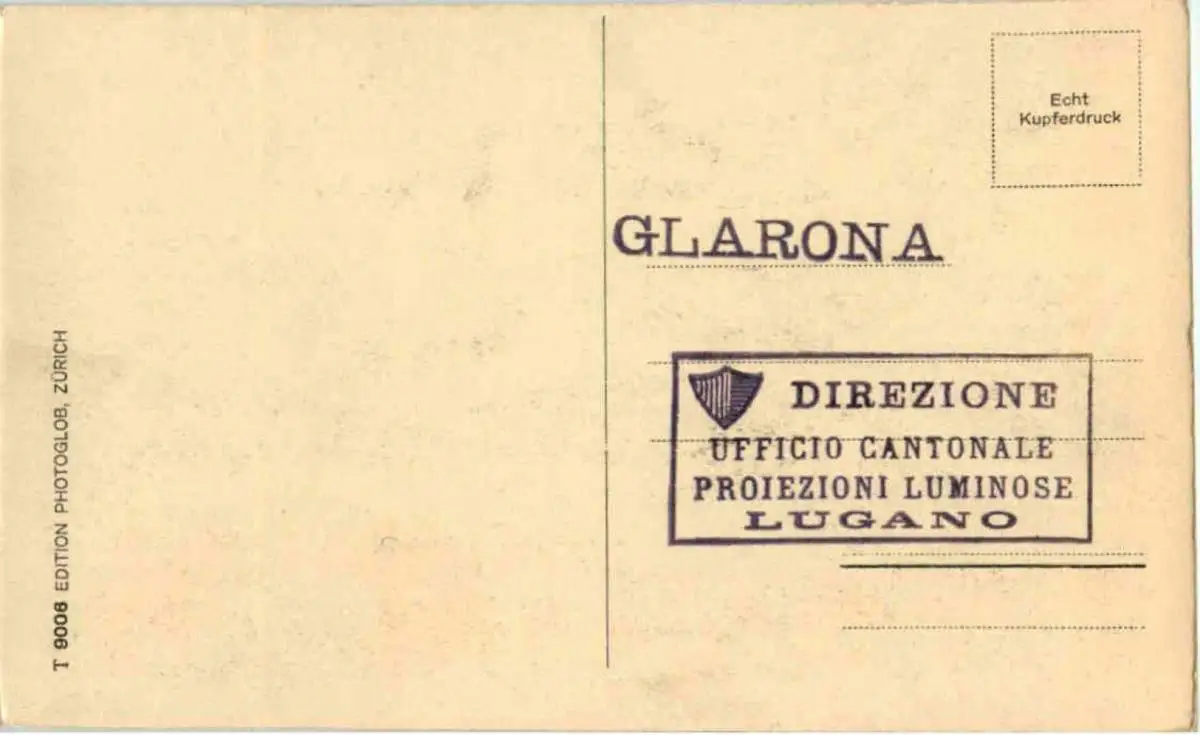 T 9006 EDITION PHOTOGLOB, ZÜRICH
Echt
Kupferdruck
GLARONA
DIREZIONE
UFFICIO CANTONALE
PROIEZIONI LUMINOSE
LUGANO